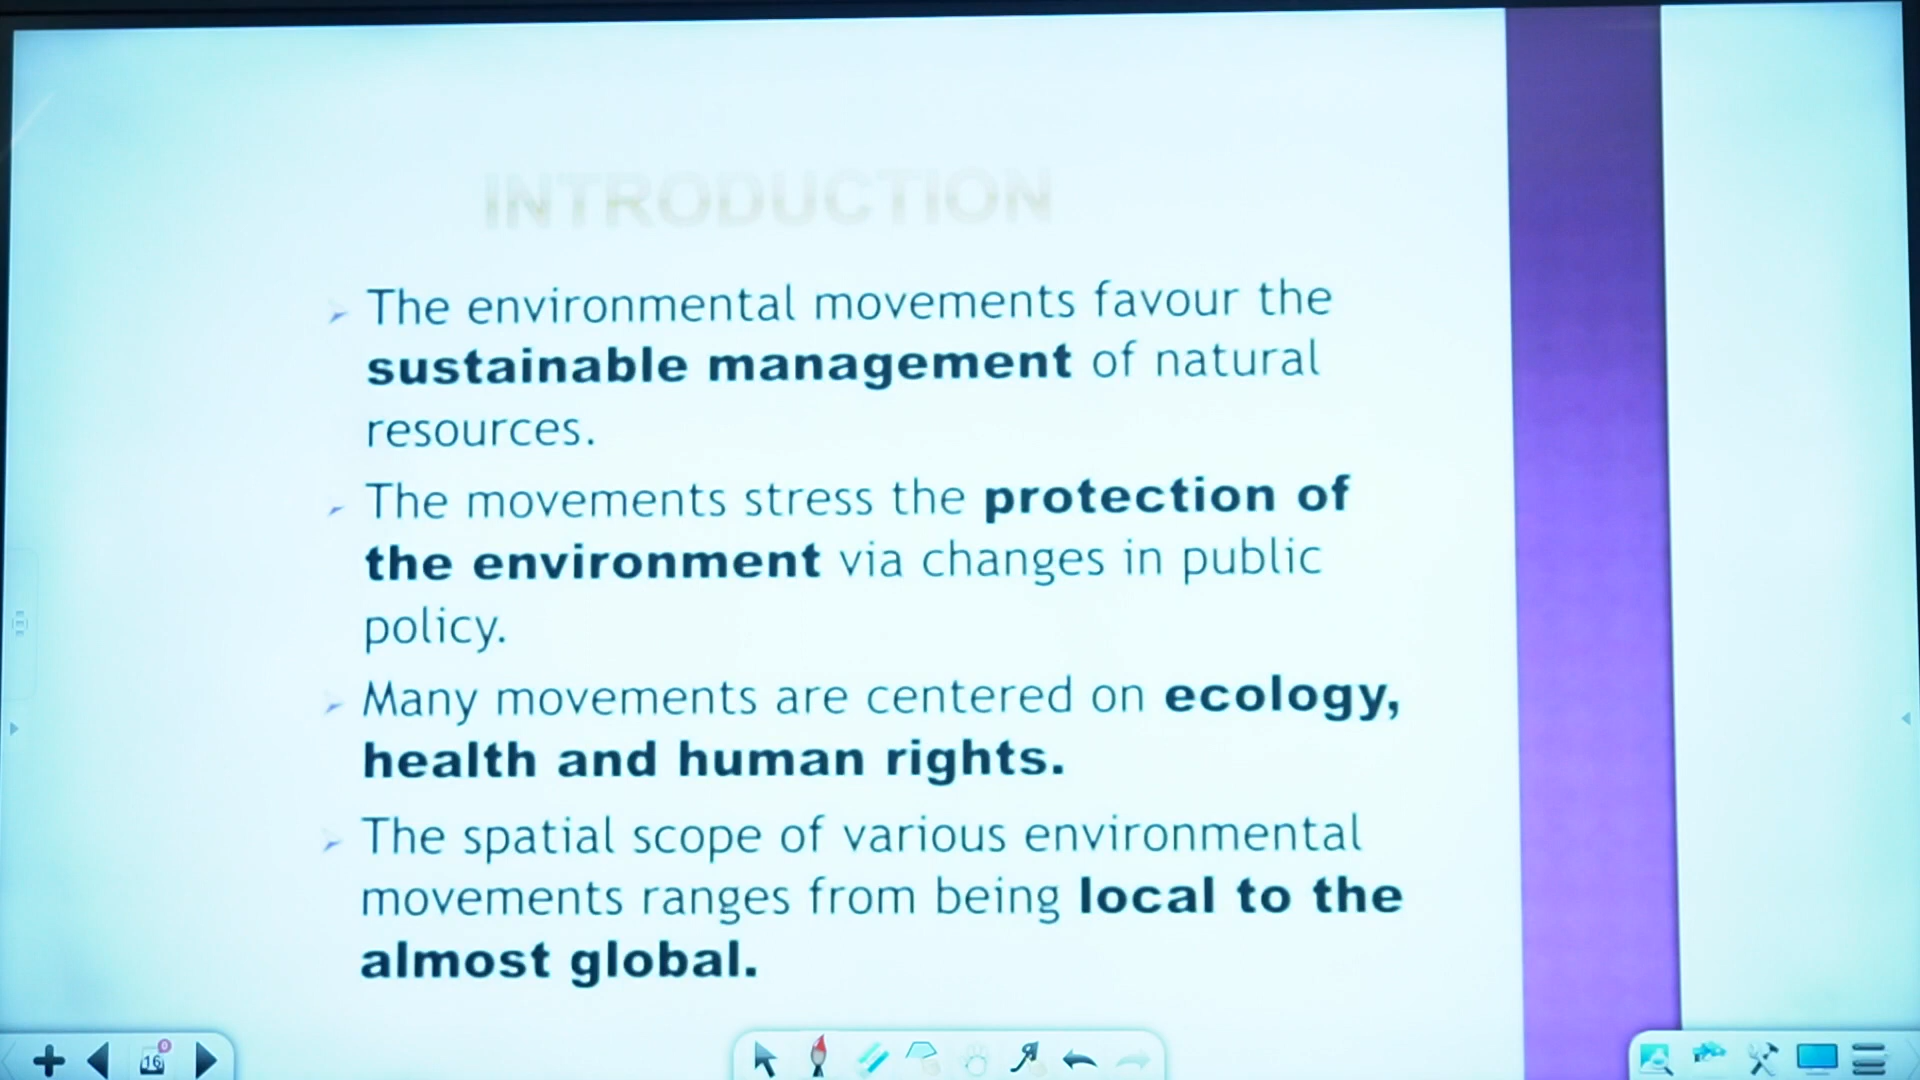 INTRODUCTION
The environmental movements favour the
sustainable management of natural
resources.
The movements stress the protection of
the environment via changes in public
policy.
Many movements are centered on ecology,
health and human rights.
The spatial scope of various environmental
movements ranges from being local to the
almost global.
16
0